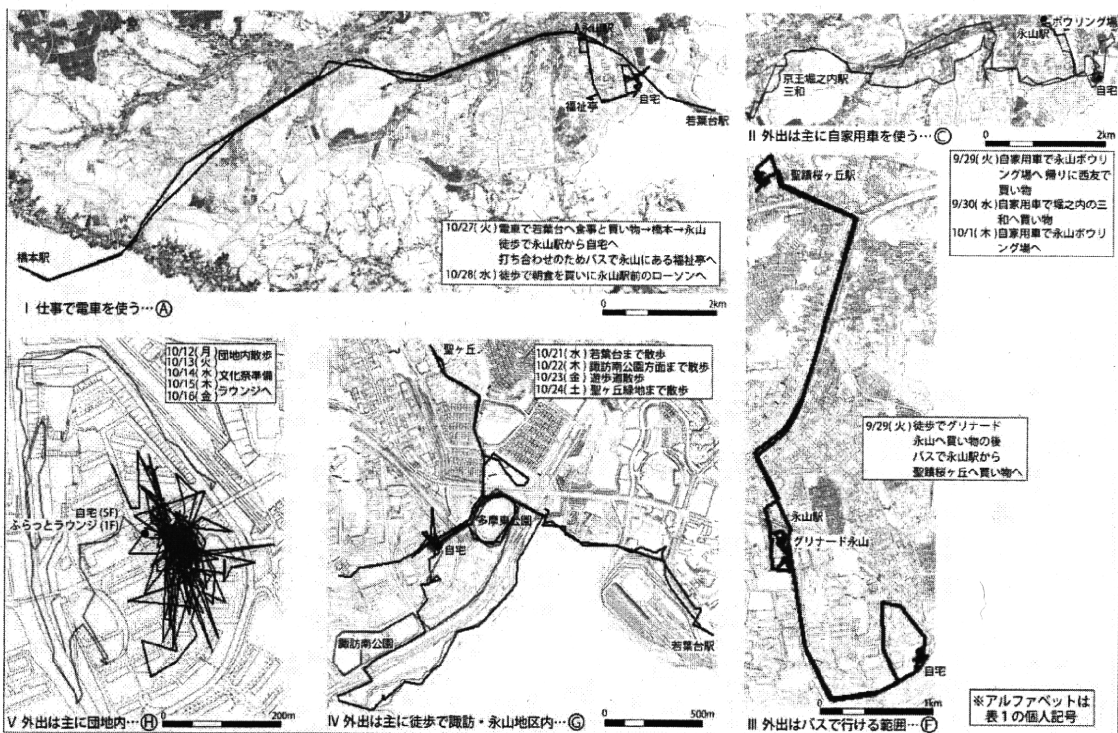 永山駅
福祉亭
自宅
若葉台駅
橋本駅
10/27(火)電車で若葉台へ食事と買い物→橋本→永山
徒歩で永山駅から自宅へ
打ち合わせのためバスで永山にある福祉亭へ
10/28(水)徒歩で朝食を買いに永山駅前のローソンへ
0 2km
I 仕事で電車を使う…Ⓐ
ボウリング場
永山駅
京王堀之内駅
三和
自宅
II 外出は主に自家用車を使う…Ⓒ
0 2km
9/29(火)自家用車で永山ボウリ
ング場へ 帰りに西友で
買い物
9/30(水)自家用車で堀之内の三
和へ買い物
10/1(木)自家用車で永山ボウリ
ング場へ
聖蹟桜ヶ丘駅
9/29(火)徒歩でグリナード
永山へ買い物の後
バスで永山駅から
聖蹟桜ヶ丘へ買い物へ
永山駅
グリナード永山
自宅
0 1km
III 外出はバスで行ける範囲…Ⓕ
※アルファベットは
表1の個人記号
聖ヶ丘
10/21(水)若葉台まで散歩
10/22(木)諏訪南公園方面まで散歩
10/23(金)遊歩道散歩
10/24(土)聖ヶ丘緑地まで散歩
多摩東公園
自宅
諏訪南公園
若葉台駅
IV 外出は主に徒歩で諏訪・永山地区内…Ⓖ
0 500m
10/12(月)団地内散歩
10/13(火)
10/14(水)文化祭準備
10/15(木)ラウンジへ
10/16(金)
自宅(5F)
ふらっとラウンジ(1F)
V 外出は主に団地内…Ⓗ
0 200m